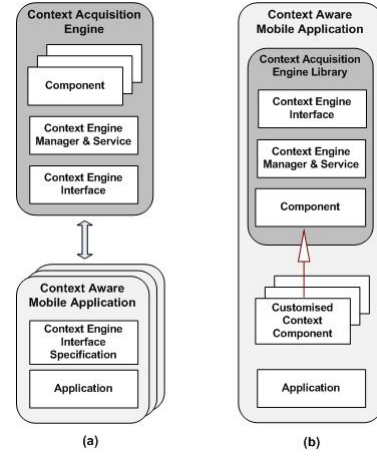 Context Acquisition
Engine
Component
Context Engine
Manager & Service
Context Engine
Interface
Context Aware
Mobile Application
Context Engine
Interface
Specification
Application
(a)
Context Aware
Mobile Application
Context Acquisition
Engine Library
Context Engine
Interface
Context Engine
Manager & Service
Component
Customised
Context
Component
Application
(b)